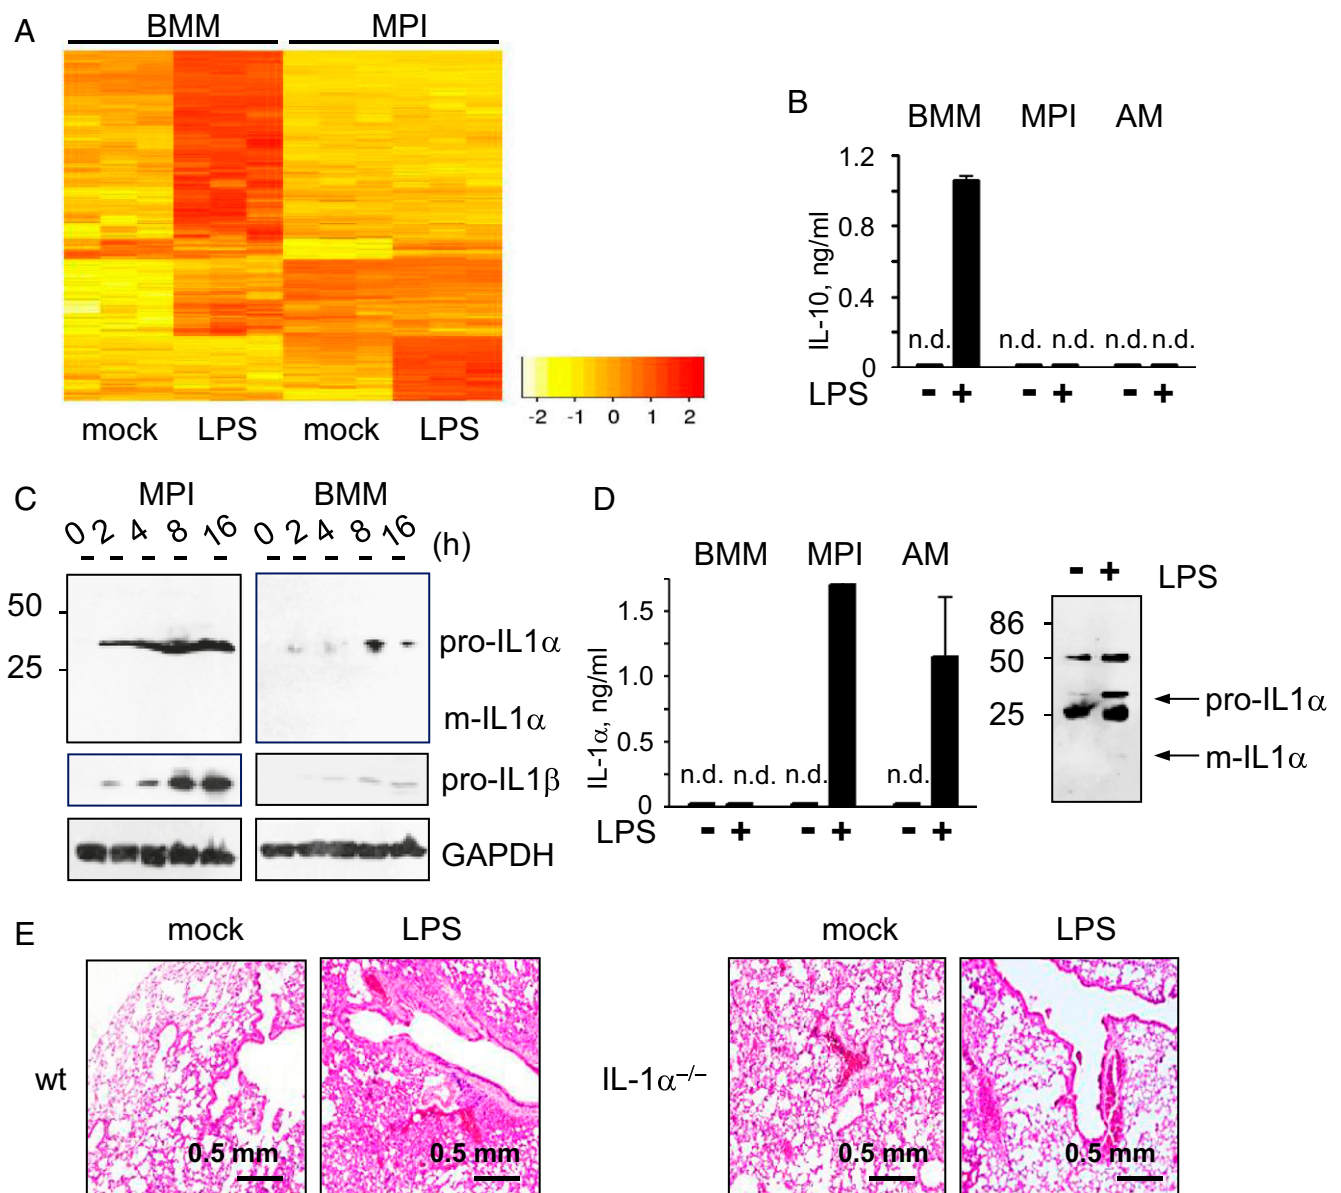 A
BMM MPI
mock LPS mock LPS
-2 -1 0 1 2
B
BMM MPI AM
IL-10, ng/ml
1.2
0.8
0.4
0
n.d. n.d. n.d. n.d. n.d.
LPS - + - + - +
C
MPI BMM
0 2 4 8 16 0 2 4 8 16 (h)
50
25
pro-IL1α
m-IL1α
pro-IL1β
GAPDH
D
BMM MPI AM
IL-1α, ng/ml
1.5
1.0
0.5
0
n.d. n.d. n.d. n.d.
LPS - + - + - +
- + LPS
86
50
25
pro-IL1α
m-IL1α
E
mock LPS mock LPS
wt
IL-1α−/−
0.5 mm 0.5 mm 0.5 mm 0.5 mm